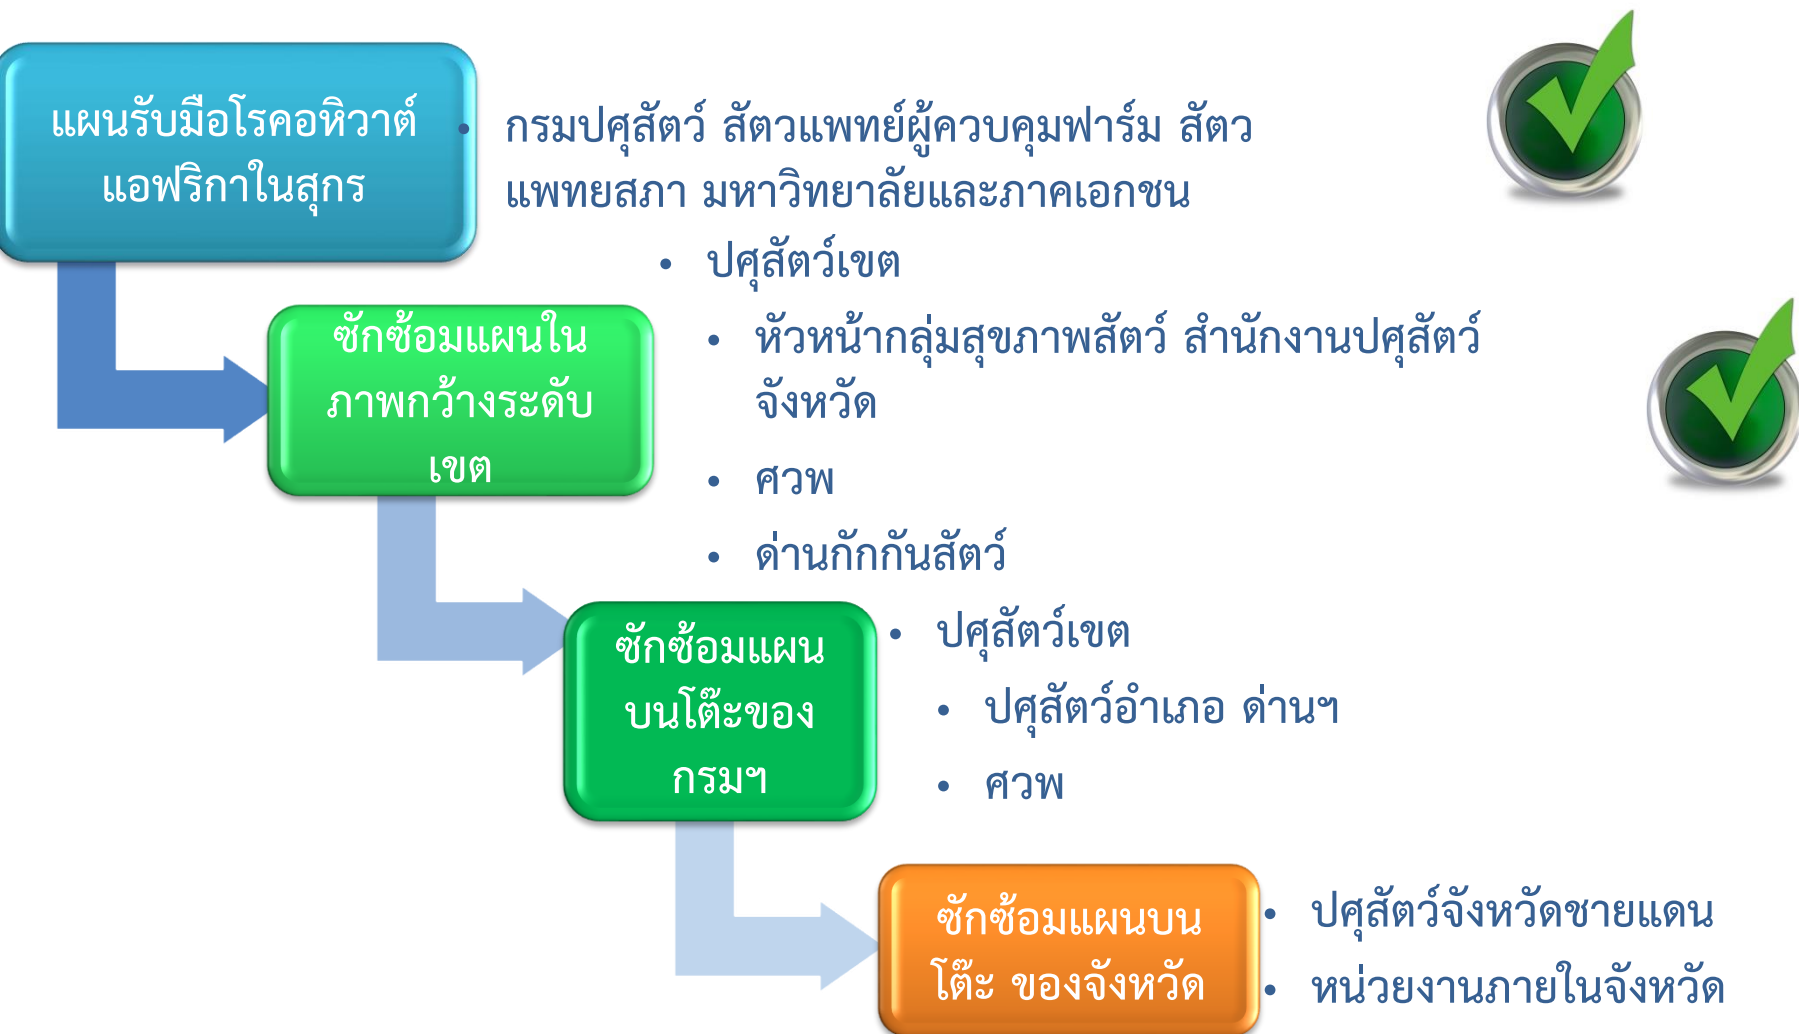 แผนรับมือโรคอหิวาต์
แอฟริกาในสุกร
• กรมปศุสัตว์ สัตวแพทย์ผู้ควบคุมฟาร์ม สัตว
แพทยสภา มหาวิทยาลัยและภาคเอกชน
ซักซ้อมแผนใน
ภาพกว้างระดับ
เขต
• ปศุสัตว์เขต
• หัวหน้ากลุ่มสุขภาพสัตว์ สำนักงานปศุสัตว์
จังหวัด
• ศวพ
• ด่านกักกันสัตว์
ซักซ้อมแผน
บนโต๊ะของ
กรมฯ
• ปศุสัตว์เขต
• ปศุสัตว์อำเภอ ด่านฯ
• ศวพ
ซักซ้อมแผนบน
โต๊ะ ของจังหวัด
• ปศุสัตว์จังหวัดชายแดน
• หน่วยงานภายในจังหวัด